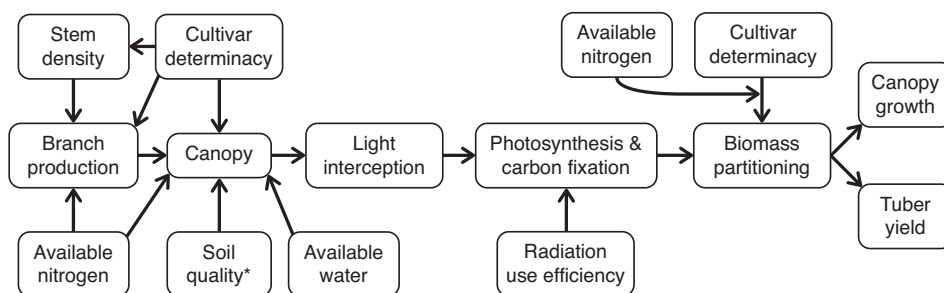 Stem
density
Cultivar
determinacy
Available
nitrogen
Cultivar
determinacy
Canopy
growth
Branch
production
Canopy
Light
interception
Photosynthesis &
carbon fixation
Biomass
partitioning
Tuber
yield
Available
nitrogen
Soil
quality*
Available
water
Radiation
use efficiency